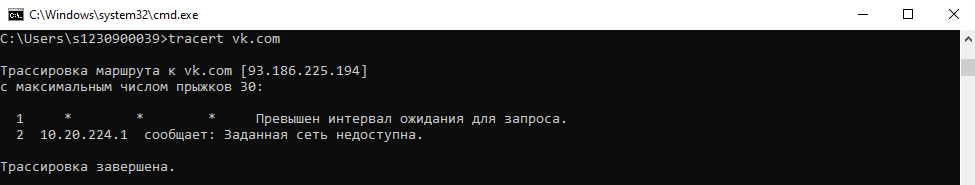 C:\Windows\system32\cmd.exe
C:\Users\s1230900039>tracert vk.com
Трассировка маршрута к vk.com [93.186.225.194]
с максимальным числом прыжков 30:
1 * * * Превышен интервал ожидания для запроса.
2 10.20.224.1 сообщает: Заданная сеть недоступна.
Трассировка завершена.